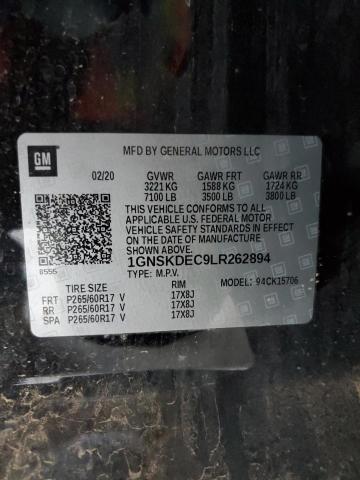 GM
MFD BY GENERAL MOTORS LLC
02/20 GVWR GAWR FRT GAWR RR
3221 KG 1588 KG 1724 KG
7100 LB 3500 LB 3800 LB
THIS VEHICLE CONFORMS TO ALL
APPLICABLE U.S. FEDERAL MOTOR
VEHICLE SAFETY STANDARDS IN
EFFECT ON THE DATE OF MANUFACTURE
SHOWN ABOVE.
8555 1GNSKDEC9LR262894
TYPE: M.P.V.
TIRE SIZE RIM MODEL: 94CK15706
FRT P265/60R17 V 17X8J
RR P265/60R17 V 17X8J
SPA P265/60R17 V 17X8J